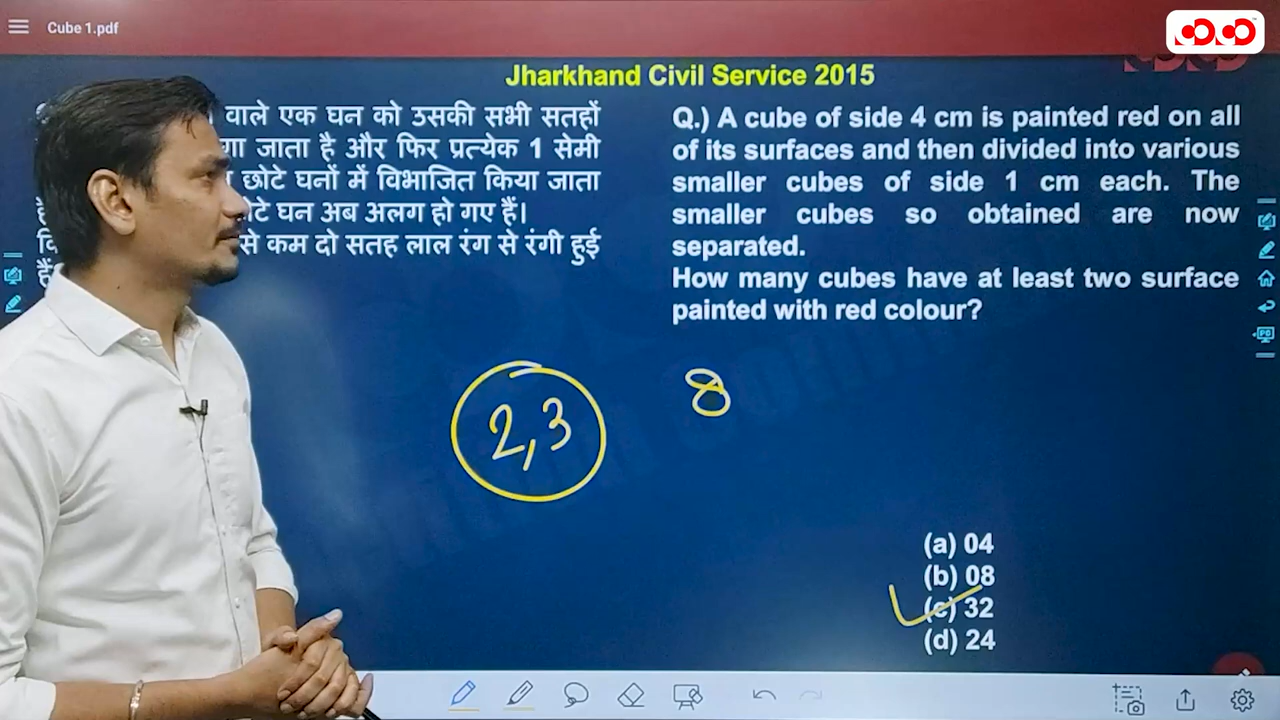 Cube 1.pdf
Jharkhand Civil Service 2015
वाले एक घन को उसकी सभी सतहों
जाता है और फिर प्रत्येक 1 सेमी
छोटे घनों में विभाजित किया जाता
घन अब अलग हो गए हैं।
से कम दो सतह लाल रंग से रंगी हुई
Q.) A cube of side 4 cm is painted red on all
of its surfaces and then divided into various
smaller cubes of side 1 cm each. The
smaller cubes so obtained are now
separated.
How many cubes have at least two surface
painted with red colour?
2,3
8
(a) 04
(b) 08
(c) 32
(d) 24